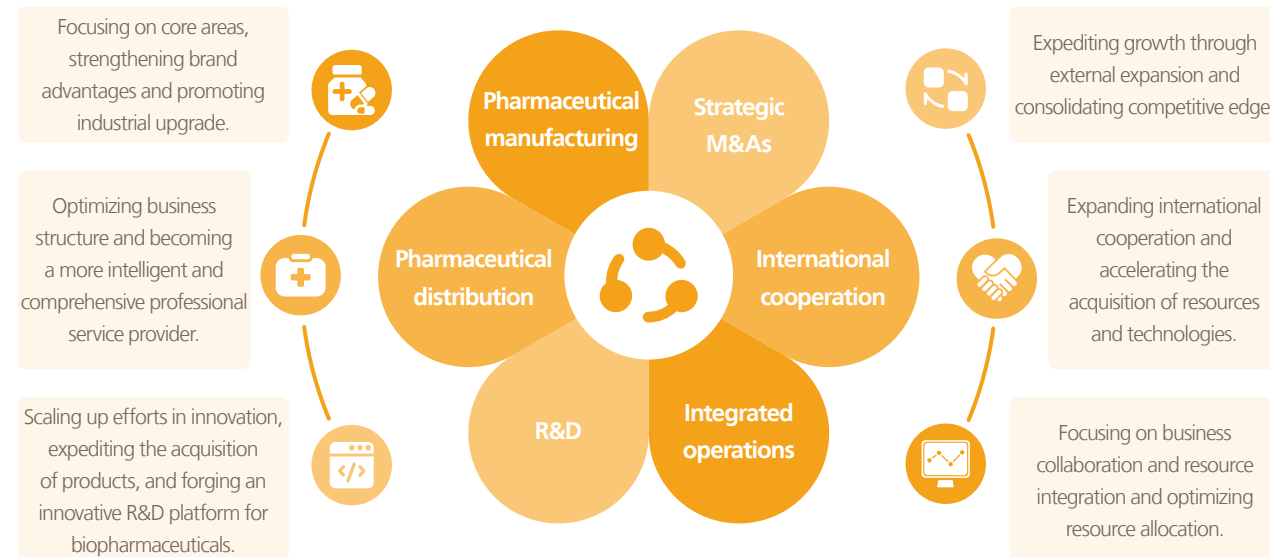 Focusing on core areas,
strengthening brand
advantages and promoting
industrial upgrade.
Optimizing business
structure and becoming
a more intelligent and
comprehensive professional
service provider.
Scaling up efforts in innovation,
expediting the acquisition
of products, and forging an
innovative R&D platform for
biopharmaceuticals.
Pharmaceutical
manufacturing
Strategic
M&As
Pharmaceutical
distribution
International
cooperation
R&D
Integrated
operations
Expediting growth through
external expansion and
consolidating competitive edge
Expanding international
cooperation and
accelerating the
acquisition of resources
and technologies.
Focusing on business
collaboration and resource
integration and optimizing
resource allocation.